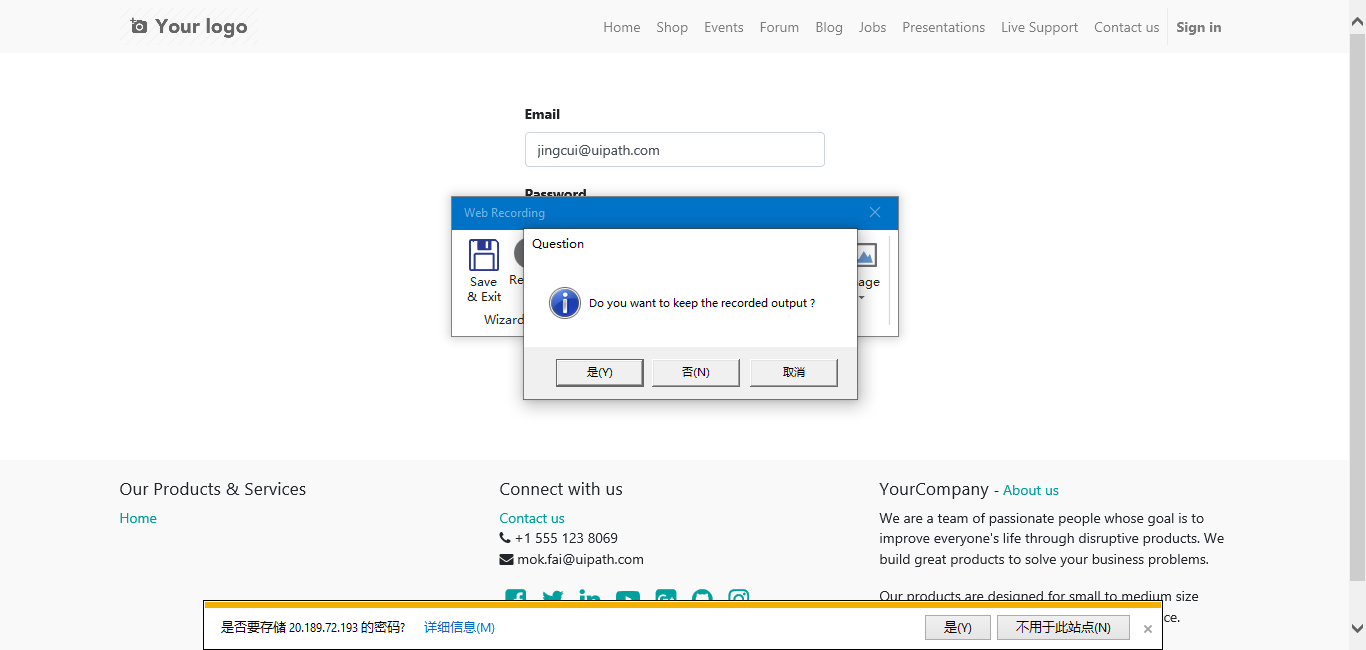 Your logo
Home Shop Events Forum Blog Jobs Presentations Live Support Contact us Sign in
Email
jingcui@uipath.com
Password
Web Recording
Save
& Exit
Re
age
Wizard
Question
Do you want to keep the recorded output ?
是(Y) 否(N) 取消
Our Products & Services
Home
Connect with us
Contact us
+1 555 123 8069
mok.fai@uipath.com
YourCompany - About us
We are a team of passionate people whose goal is to
improve everyone's life through disruptive products. We
build great products to solve your business problems.
Our products are designed for small to medium size
ce.
是否要存储 20.189.72.193 的密码? 详细信息(M) 是(Y) 不用于此站点(N)